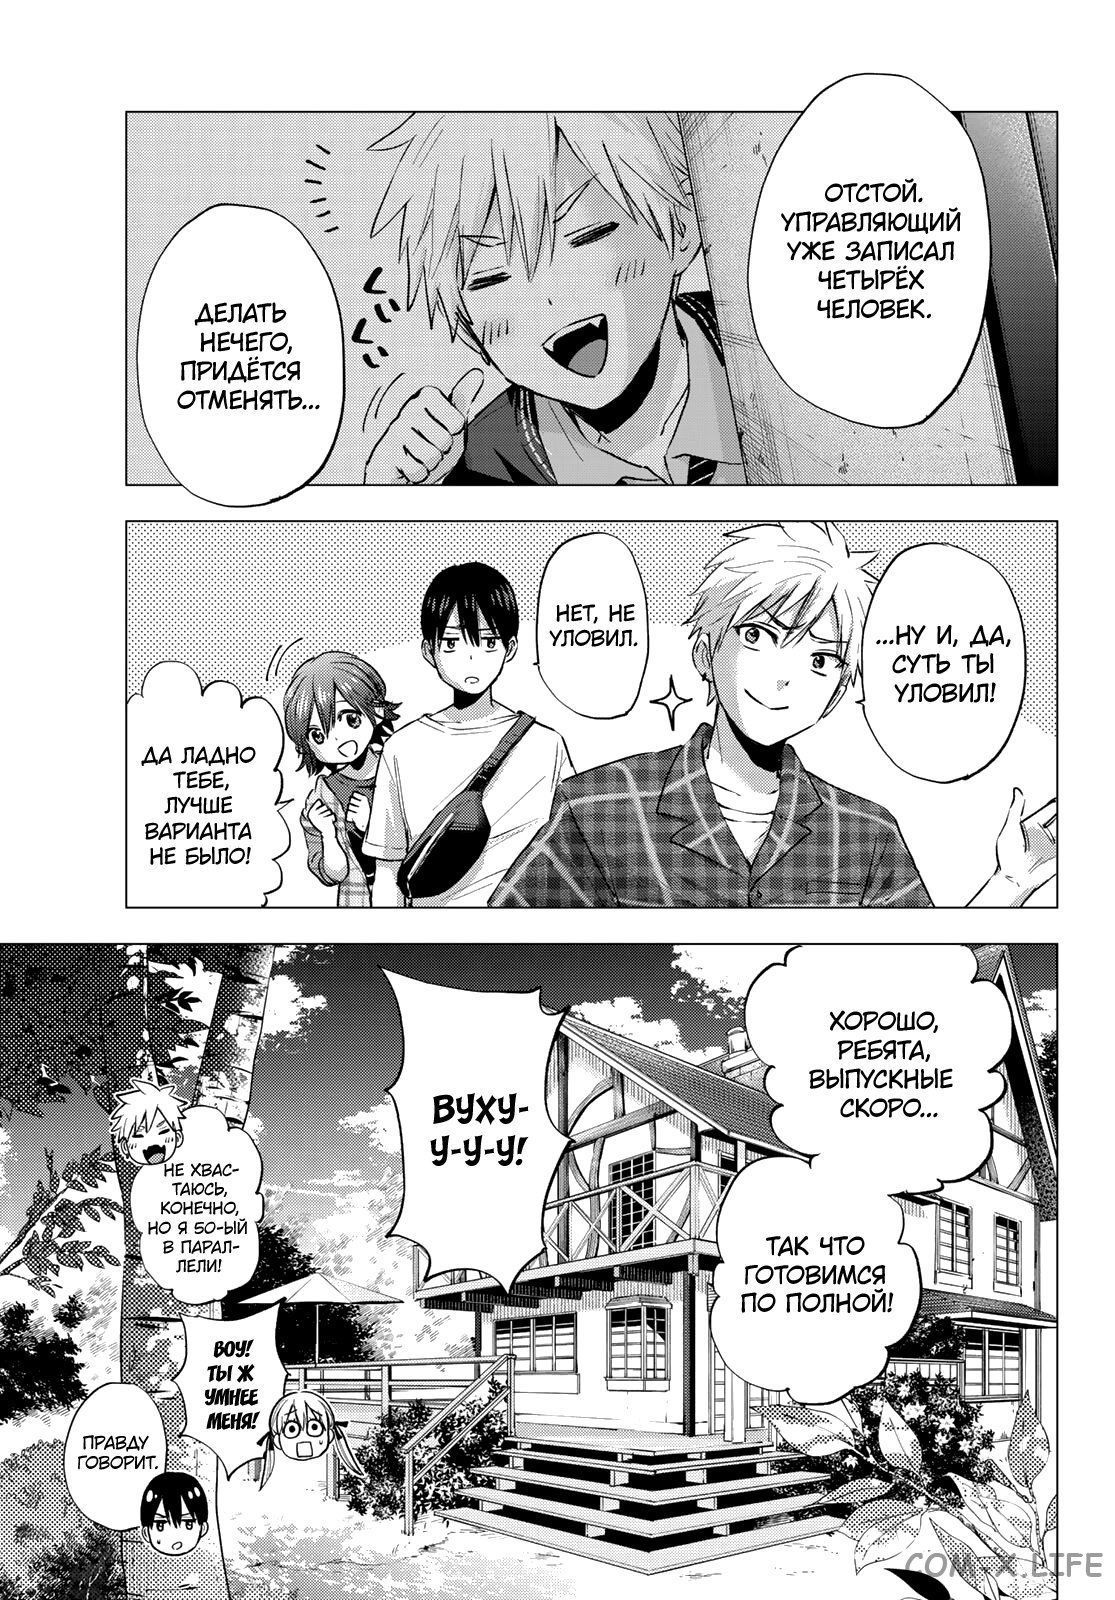 ОТСТОЙ.
УПРАВЛЯЮЩИЙ
УЖЕ ЗАПИСАЛ
ЧЕТЫРЁХ
ЧЕЛОВЕК.
ДЕЛАТЬ
НЕЧЕГО,
ПРИДЁТСЯ
ОТМЕНЯТЬ...
...НУ И, ДА,
СУТЬ ТЫ
УЛОВИЛ!
НЕТ, НЕ
УЛОВИЛ.
ДА ЛАДНО
ТЕБЕ,
ЛУЧШЕ
ВАРИАНТА
НЕ БЫЛО!
ХОРОШО,
РЕБЯТА,
ВЫПУСКНЫЕ
СКОРО...
ТАК ЧТО
ГОТОВИМСЯ
ПО ПОЛНОЙ!
ВУХУ-
У-У-У!
НЕ ХВАС-
ТАЮСЬ,
КОНЕЧНО,
НО Я 50-ЫЙ
В ПАРАЛ-
ЛЕЛИ!
ВОУ!
ТЫ Ж
УМНЕЕ
МЕНЯ!
ПРАВДУ
ГОВОРИТ.
COM-X.LIFE